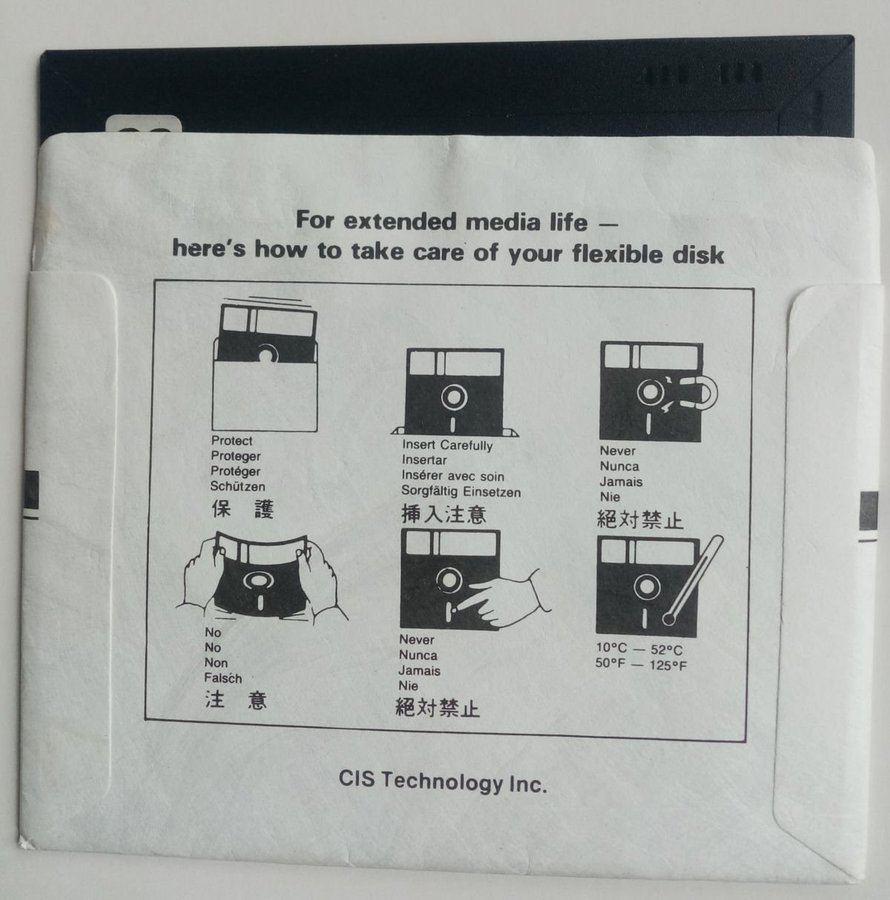 For extended media life —
here's how to take care of your flexible disk
Protect
Proteger
Protéger
Schützen
保 護
Insert Carefully
Insertar
Insérer avec soin
Sorgfältig Einsetzen
挿入注意
Never
Nunca
Jamais
Nie
絶対禁止
No
No
Non
Falsch
注 意
Never
Nunca
Jamais
Nie
絶対禁止
10°C — 52°C
50°F — 125°F
CIS Technology Inc.